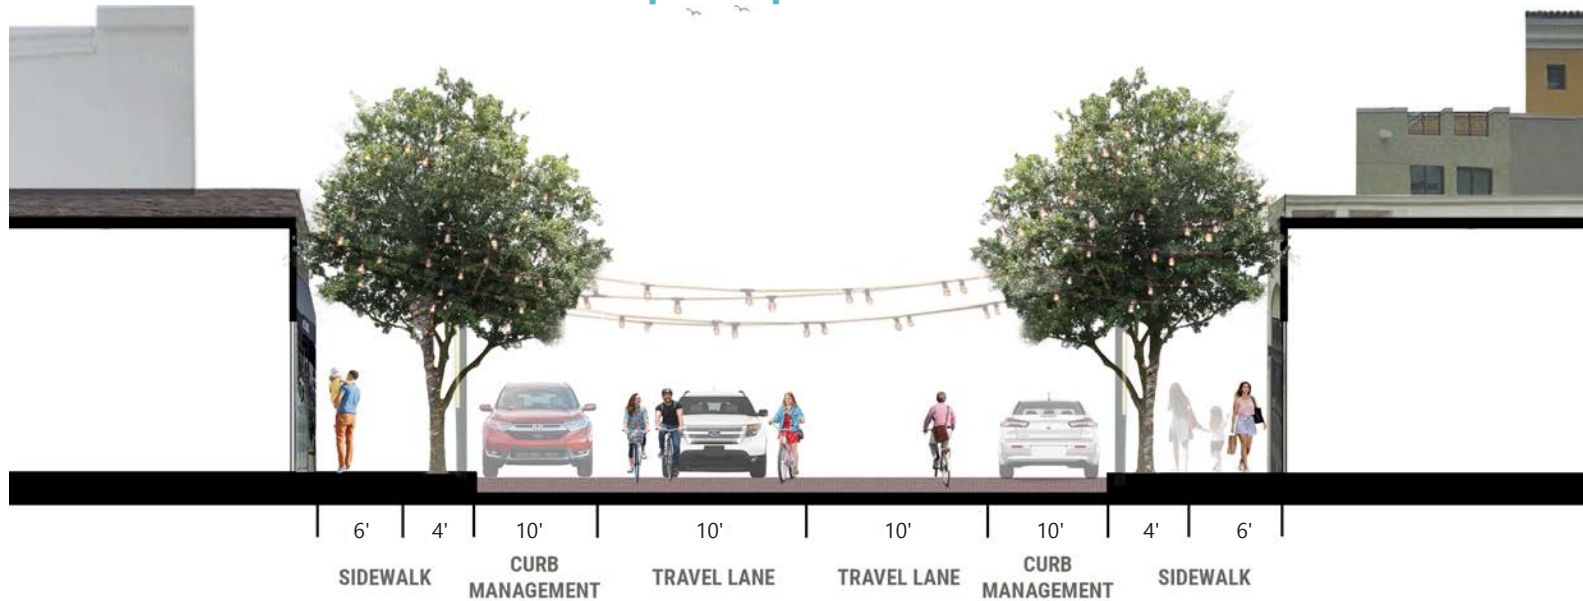 6' 4' 10' 10' 10' 10' 4' 6'
SIDEWALK
CURB
MANAGEMENT
TRAVEL LANE
TRAVEL LANE
CURB
MANAGEMENT
SIDEWALK